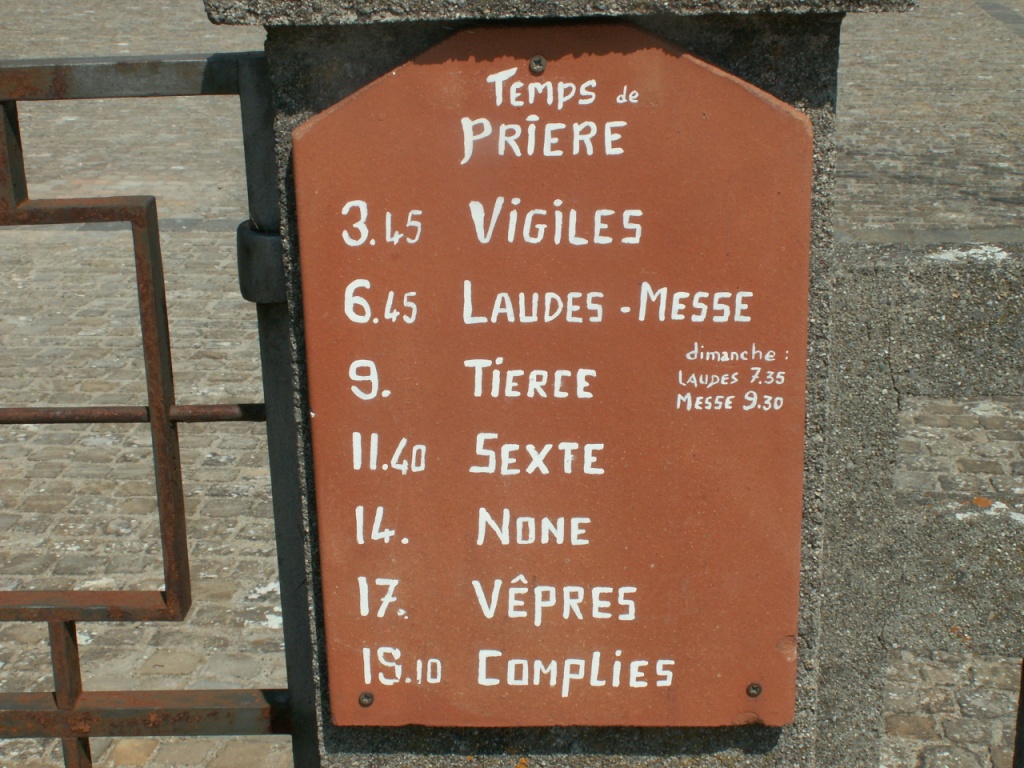 TEMPS de
PRIÈRE
3.45 VIGILES
6.45 LAUDES - MESSE
dimanche :
LAUDES 7.35
MESSE 9.30
9. TIERCE
11.40 SEXTE
14. NONE
17. VÊPRES
19.10 COMPLIES